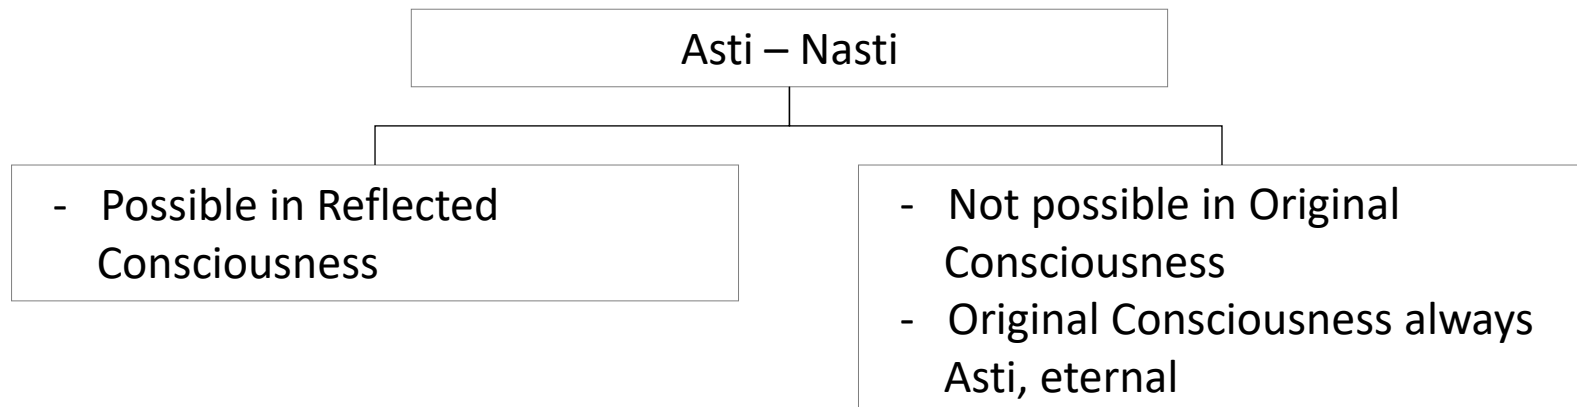 Asti – Nasti
- Possible in Reflected
Consciousness
- Not possible in Original
Consciousness
- Original Consciousness always
Asti, eternal